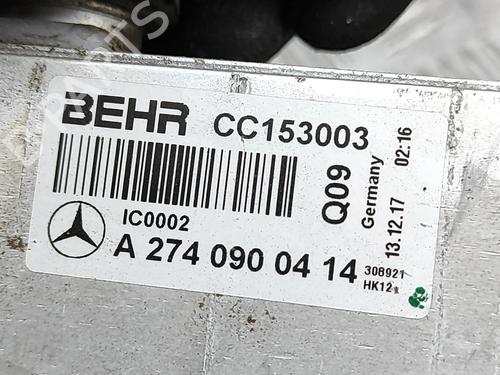 BEHR CC153003
IC0002
A 274 090 04 14
Q09
Germany
13.12.17 02:16
308921
HK12